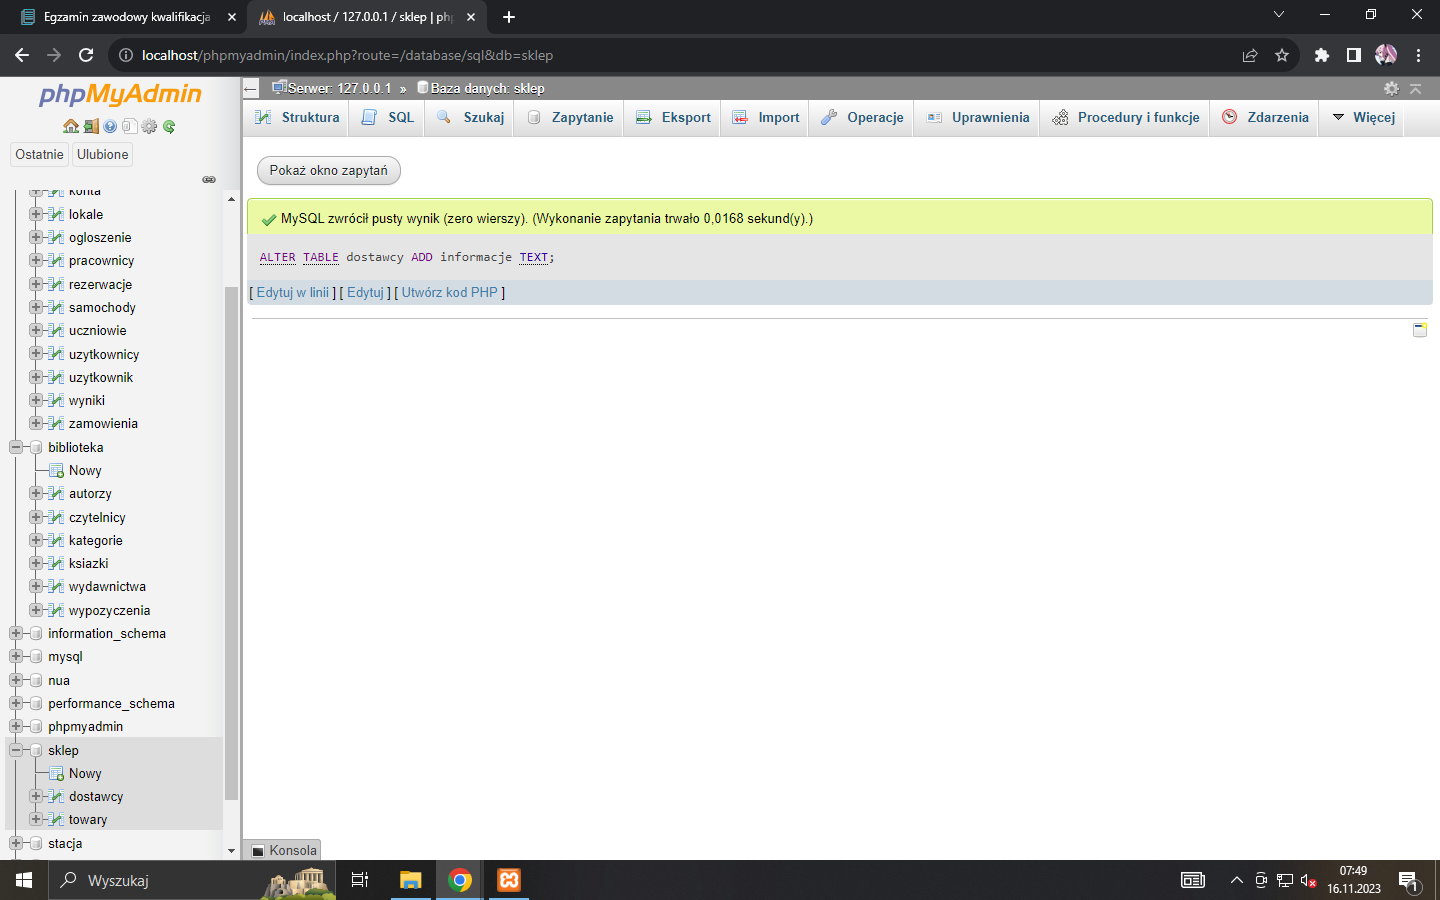 Egzamin zawodowy kwalifikacja
localhost / 127.0.0.1 / sklep | php
localhost/phpmyadmin/index.php?route=/database/sql&db=sklep
phpMyAdmin
Ostatnie Ulubione
konta
lokale
ogloszenie
pracownicy
rezerwacje
samochody
uczniowie
uzytkownicy
uzytkownik
wyniki
zamowienia
biblioteka
Nowy
autorzy
czytelnicy
kategorie
ksiazki
wydawnictwa
wypozyczenia
information_schema
mysql
nua
performance_schema
phpmyadmin
sklep
Nowy
dostawcy
towary
stacja
Serwer: 127.0.0.1 » Baza danych: sklep
Struktura SQL Szukaj Zapytanie Eksport Import Operacje Uprawnienia Procedury i funkcje Zdarzenia Więcej
Pokaż okno zapytań
MySQL zwrócił pusty wynik (zero wierszy). (Wykonanie zapytania trwało 0,0168 sekund(y).)
ALTER TABLE dostawcy ADD informacje TEXT;
[ Edytuj w linii ] [ Edytuj ] [ Utwórz kod PHP ]
Konsola
Wyszukaj
07:49
16.11.2023
1